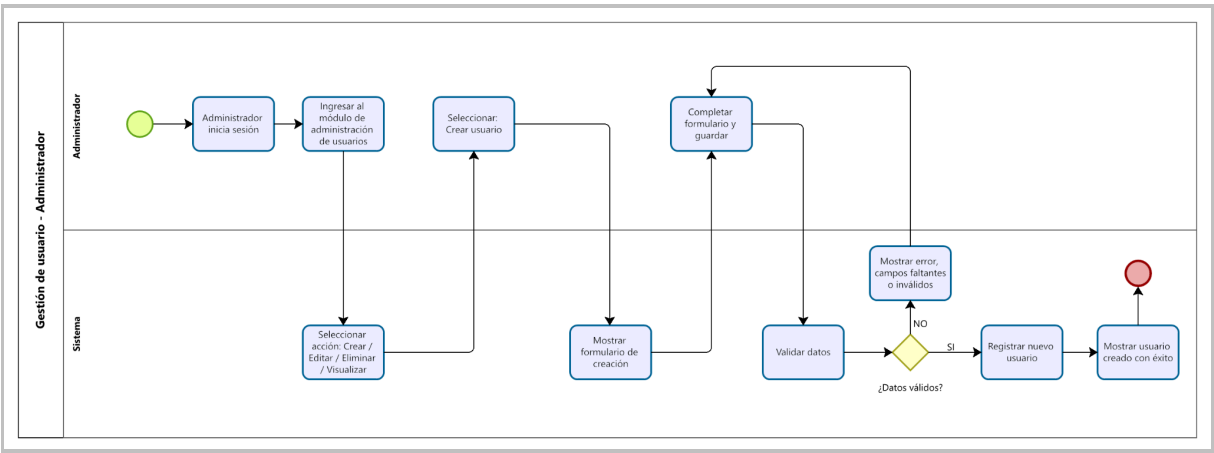 Gestión de usuario - Administrador
Administrador
Administrador
inicia sesión
Ingresar al
módulo de
administración
de usuarios
Seleccionar:
Crear usuario
Completar
formulario y
guardar
Sistema
Seleccionar
acción: Crear /
Editar / Eliminar
/ Visualizar
Mostrar
formulario de
creación
Validar datos
¿Datos válidos?
NO
Mostrar error,
campos faltantes
o inválidos
SI
Registrar nuevo
usuario
Mostrar usuario
creado con éxito